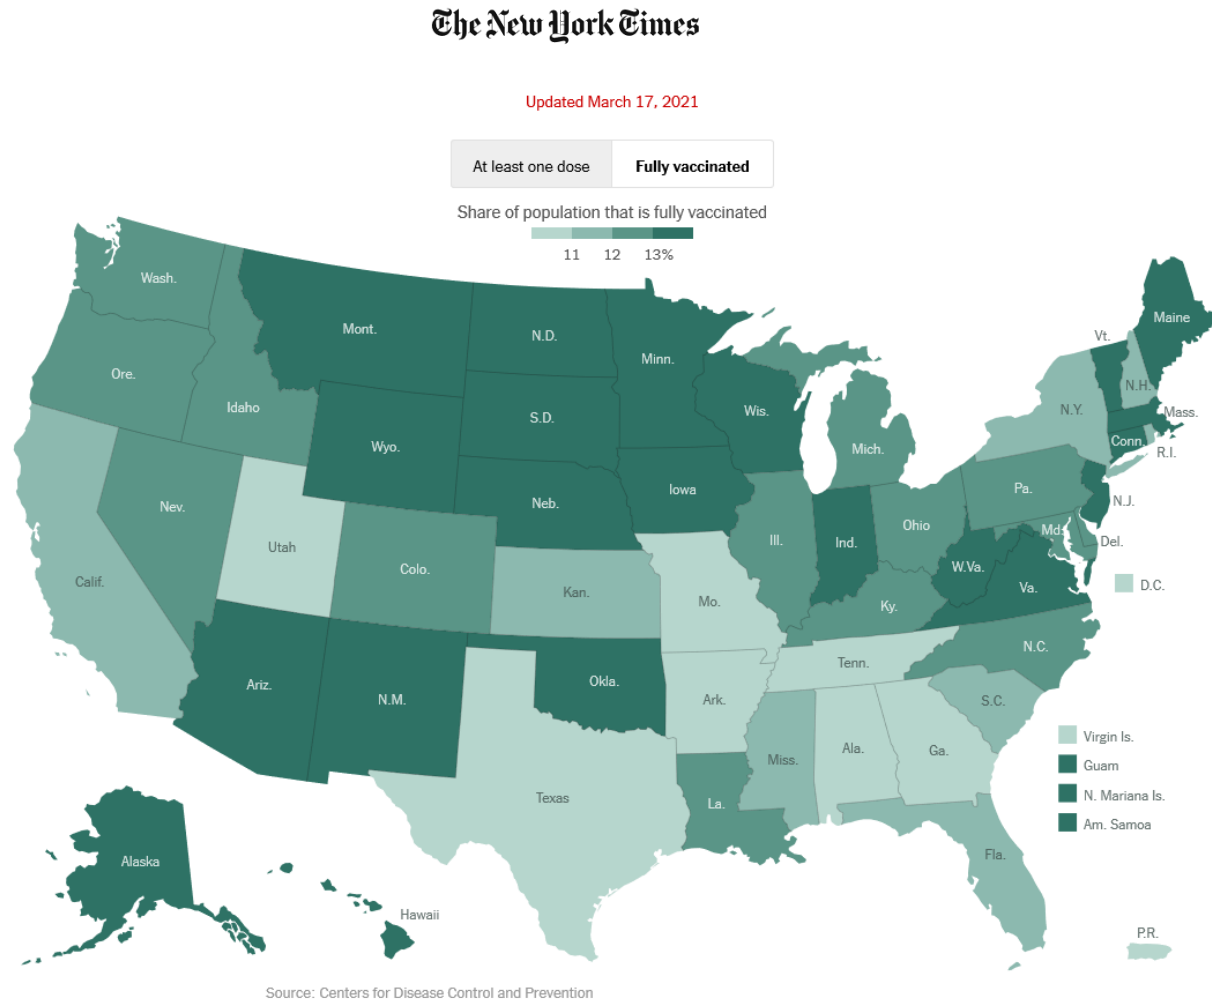 The New York Times
Updated March 17, 2021
At least one dose Fully vaccinated
Share of population that is fully vaccinated
11 12 13%
Wash.
Mont.
N.D.
Minn.
Maine
Vt.
Ore.
Idaho
Wyo.
S.D.
Wis.
Mich.
N.Y.
N.H.
Mass.
Conn.
R.I.
Nev.
Utah
Colo.
Neb.
Iowa
Ill.
Ind.
Ohio
Pa.
N.J.
Md.
Del.
D.C.
Calif.
Kan.
Mo.
Ky.
W.Va.
Va.
Ariz.
N.M.
Okla.
Ark.
Tenn.
N.C.
S.C.
Texas
La.
Miss.
Ala.
Ga.
Fla.
Virgin Is.
Guam
N. Mariana Is.
Am. Samoa
Alaska
Hawaii
P.R.
Source: Centers for Disease Control and Prevention